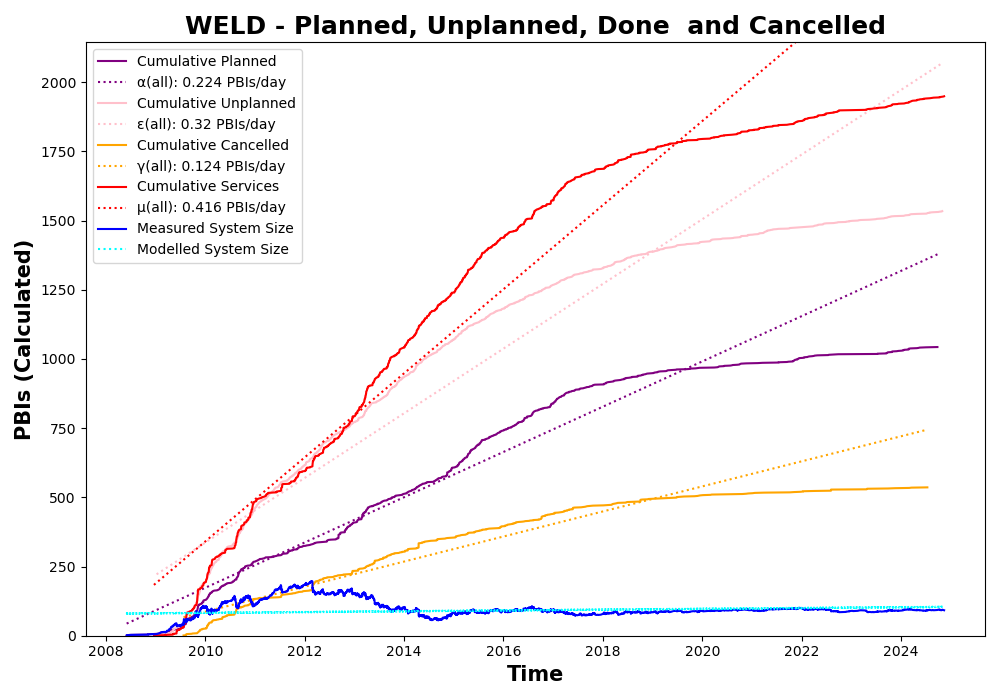 WELD - Planned, Unplanned, Done  and Cancelled
Cumulative Planned
α(all): 0.224 PBIs/day
Cumulative Unplanned
ε(all): 0.32 PBIs/day
Cumulative Cancelled
γ(all): 0.124 PBIs/day
Cumulative Services
μ(all): 0.416 PBIs/day
Measured System Size
Modelled System Size
PBIs (Calculated)
2000
1750
1500
1250
1000
750
500
250
0
2008 2010 2012 2014 2016 2018 2020 2022 2024
Time